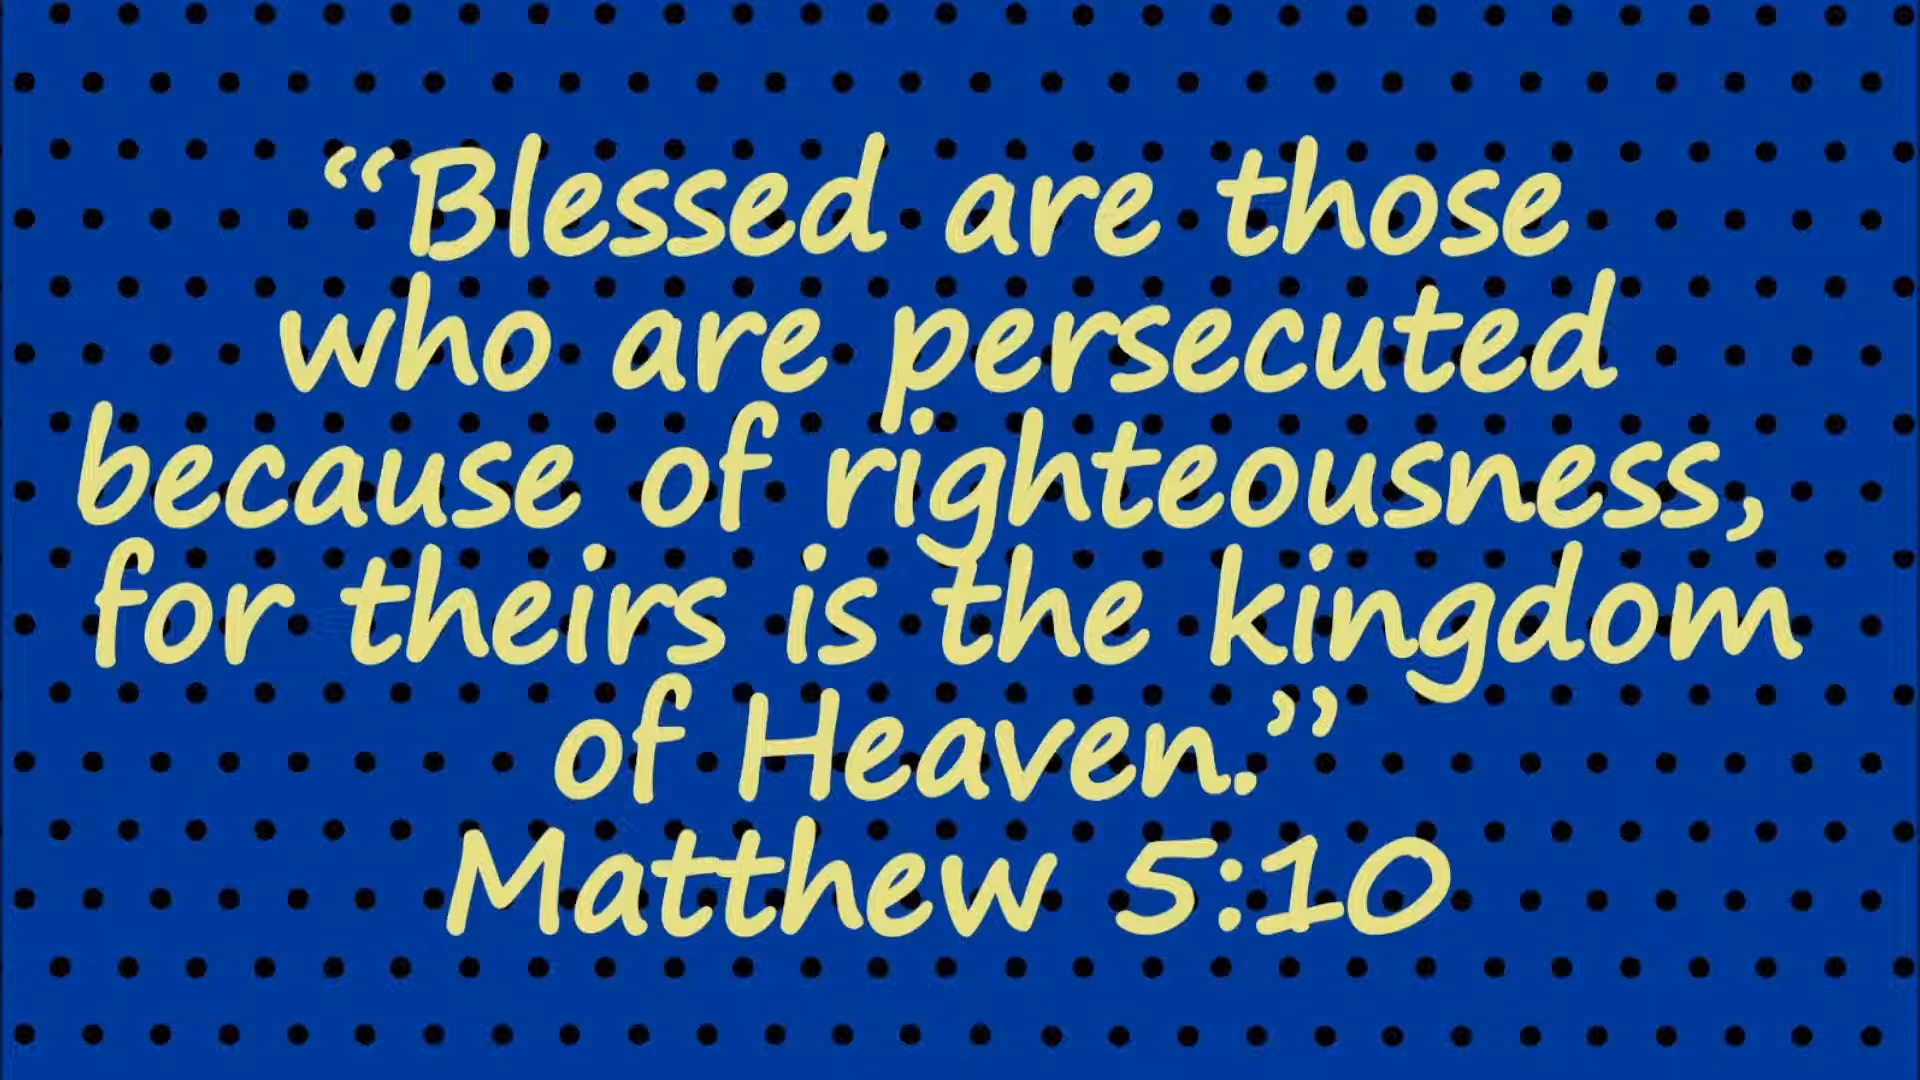 “Blessed are those
who are persecuted
because of righteousness,
for theirs is the kingdom
of Heaven.”
Matthew 5:10